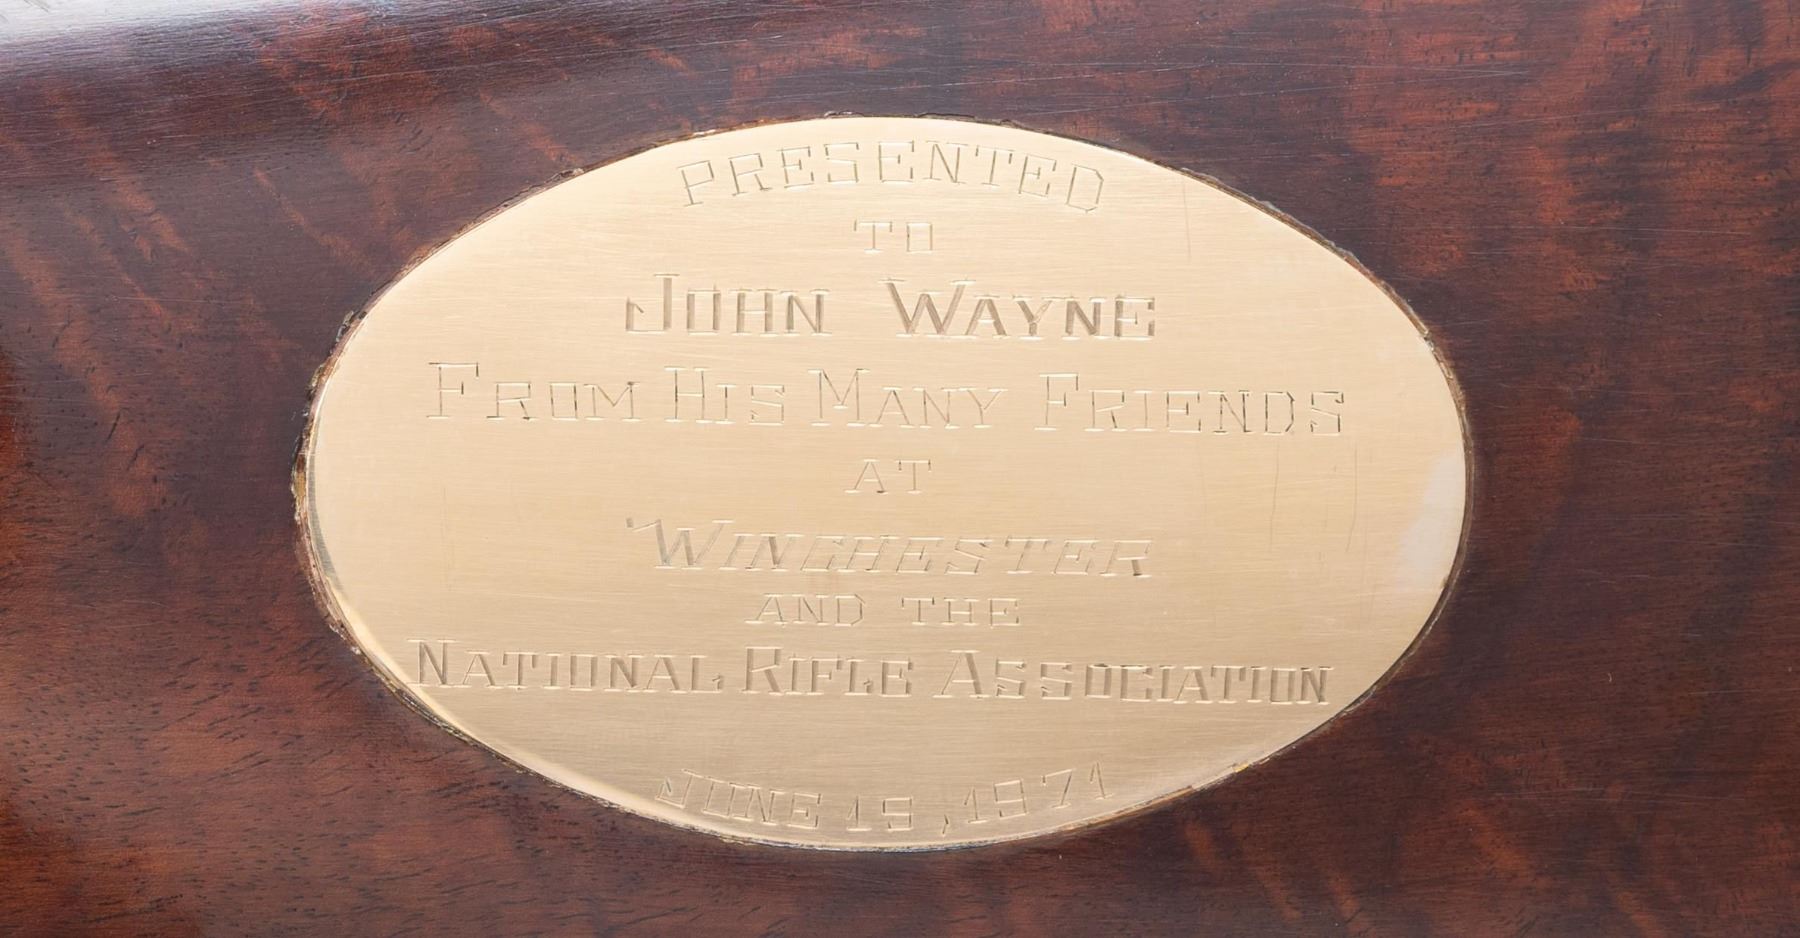 PRESENTED
TO
JOHN WAYNE
FROM HIS MANY FRIENDS
AT
WINCHESTER
AND THE
NATIONAL RIFLE ASSOCIATION
JUNE 19, 1971